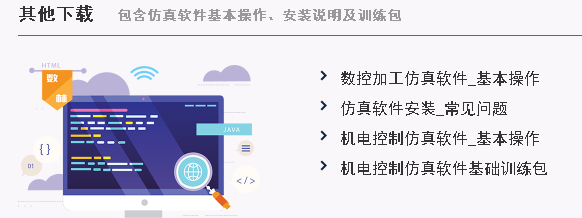 其他下载 包含仿真软件基本操作、安装说明及训练包
HTML
数
林
JAVA
{}
01
</>
数控加工仿真软件_基本操作
仿真软件安装_常见问题
机电控制仿真软件_基本操作
机电控制仿真软件基础训练包